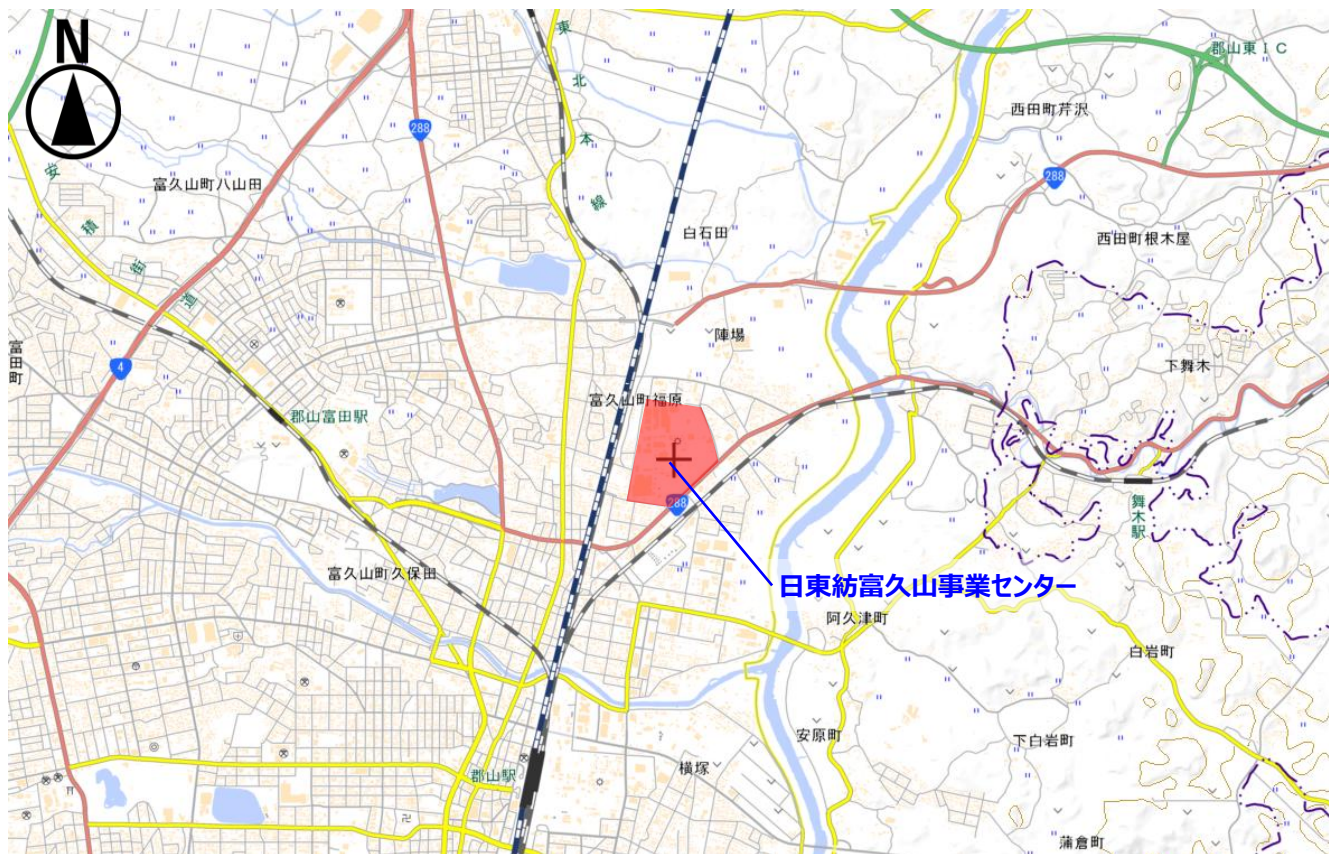 N
東北本線
郡山東IC
288
西田町芹沢
安積街道
富久山町八山田
288
白石田
西田町根木屋
富田町
4
陣場
下舞木
富久山町福原
郡山富田駅
288
舞木駅
富久山町久保田
日東紡富久山事業センター
阿久津町
白岩町
安原町
下白岩町
郡山駅
横塚
蒲倉町